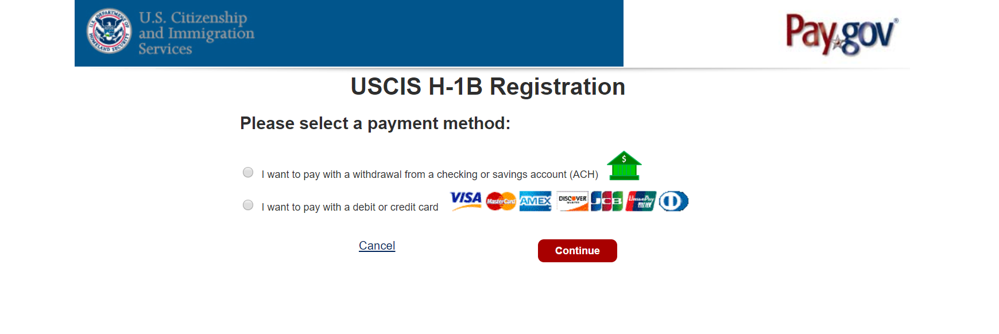 U.S. Citizenship
and Immigration
Services
Pay.gov®
USCIS H-1B Registration
Please select a payment method:
I want to pay with a withdrawal from a checking or savings account (ACH)
$
I want to pay with a debit or credit card
VISA MasterCard AMEX DISCOVER JCB UnionPay
Cancel
Continue